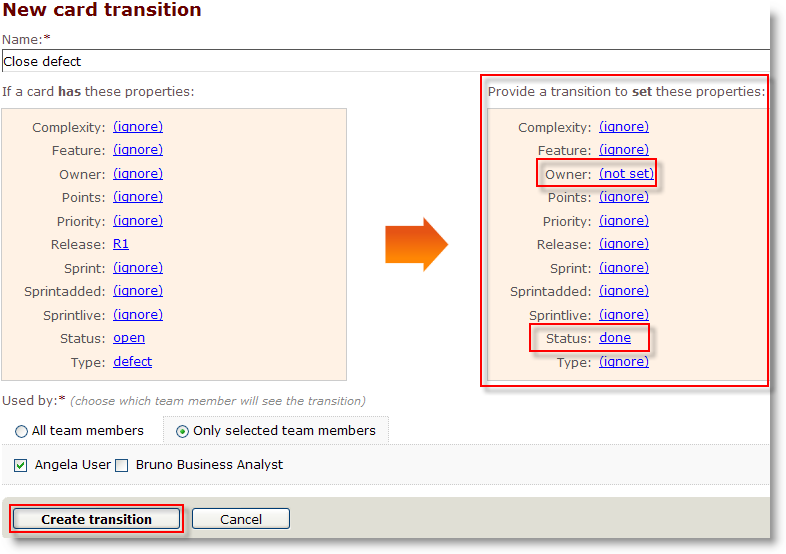 New card transition
Name:*
Close defect
If a card has these properties:
Complexity: (ignore)
Feature: (ignore)
Owner: (ignore)
Points: (ignore)
Priority: (ignore)
Release: R1
Sprint: (ignore)
Sprintadded: (ignore)
Sprintlive: (ignore)
Status: open
Type: defect
Provide a transition to set these properties:
Complexity: (ignore)
Feature: (ignore)
Owner: (not set)
Points: (ignore)
Priority: (ignore)
Release: (ignore)
Sprint: (ignore)
Sprintadded: (ignore)
Sprintlive: (ignore)
Status: done
Type: (ignore)
Used by:* (choose which team member will see the transition)
All team members Only selected team members
Angela User Bruno Business Analyst
Create transition Cancel